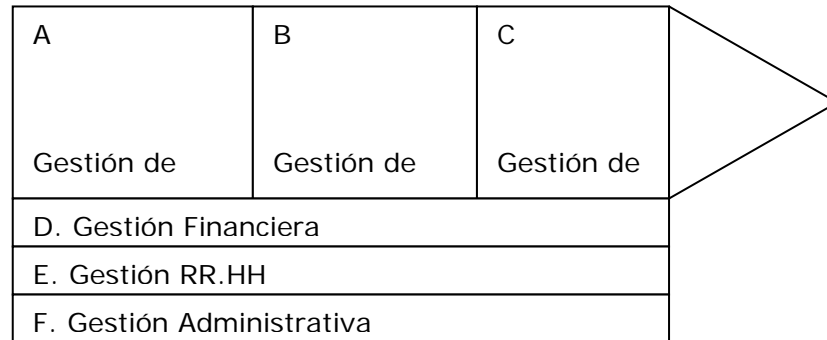 A B C
Gestión de Gestión de Gestión de
D. Gestión Financiera
E. Gestión RR.HH
F. Gestión Administrativa